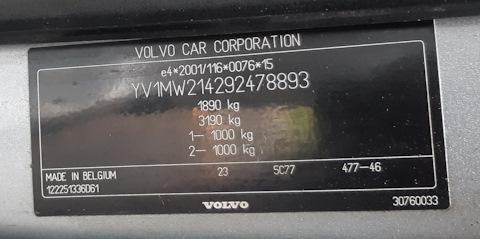 VOLVO CAR CORPORATION
e4*2001/116*0076*15
YV1MW214292478893
1890 kg
3190 kg
1- 1000 kg
2- 1000 kg
MADE IN BELGIUM 23 5C77 477-46
122251336061
VOLVO 30760033